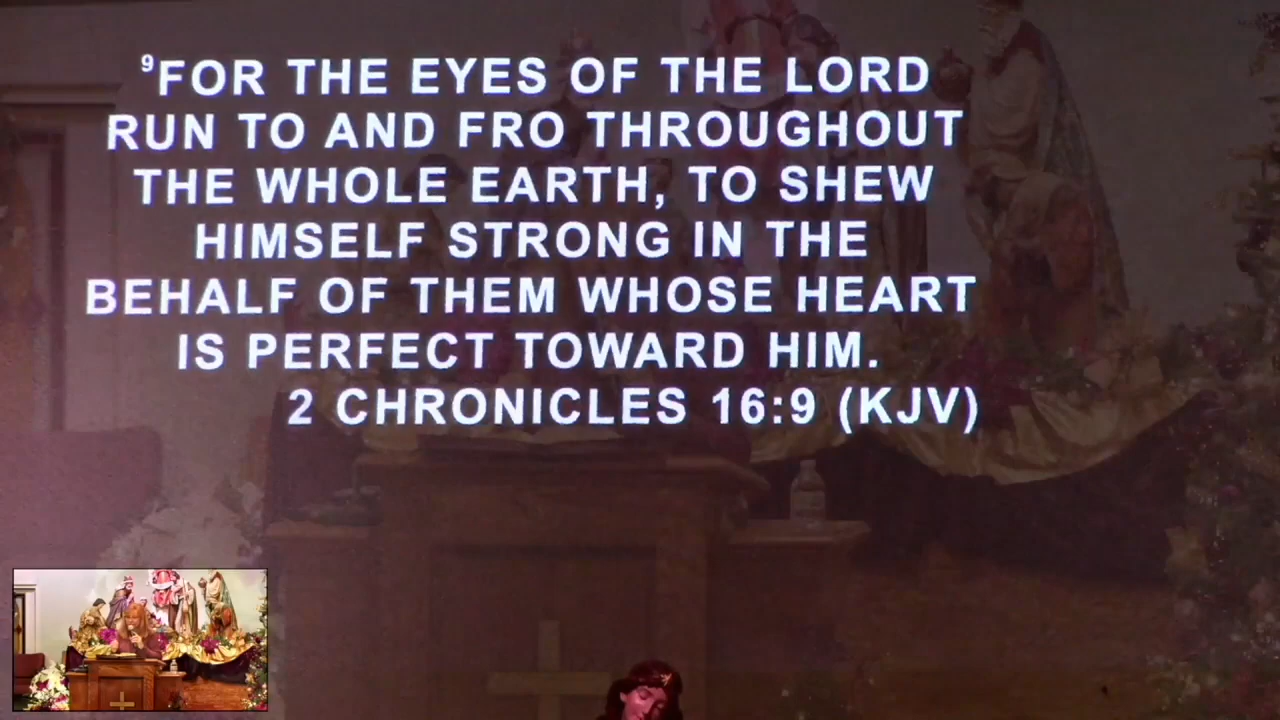 ⁹FOR THE EYES OF THE LORD
RUN TO AND FRO THROUGHOUT
THE WHOLE EARTH, TO SHEW
HIMSELF STRONG IN THE
BEHALF OF THEM WHOSE HEART
IS PERFECT TOWARD HIM.
2 CHRONICLES 16:9 (KJV)